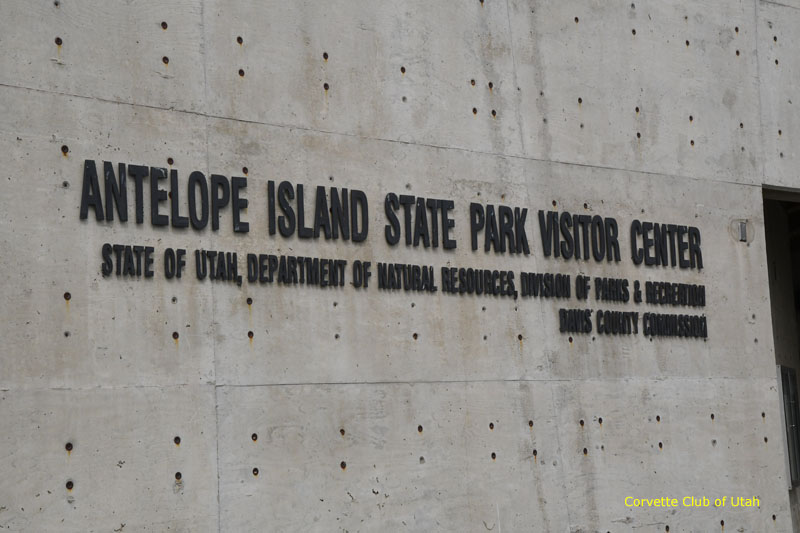 ANTELOPE ISLAND STATE PARK VISITOR CENTER
STATE OF UTAH, DEPARTMENT OF NATURAL RESOURCES, DIVISION OF PARKS & RECREATION
DAVIS COUNTY COMMISSION
Corvette Club of Utah